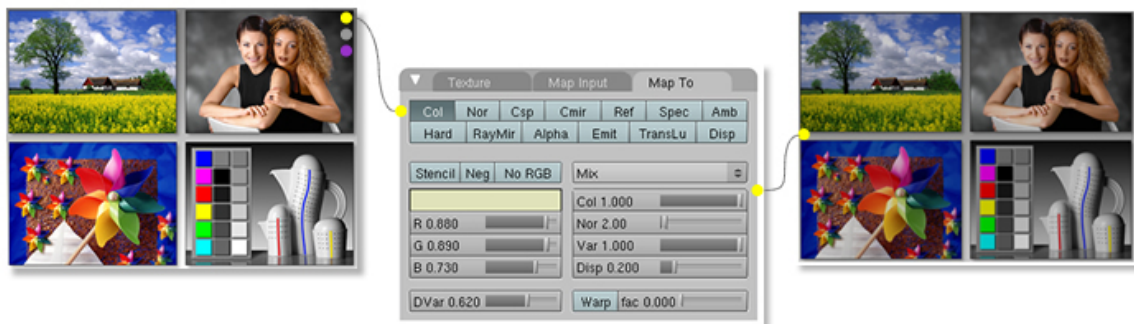 Texture Map Input Map To
Col Nor Csp Cmir Ref Spec Amb
Hard RayMir Alpha Emit TransLu Disp
Stencil Neg No RGB Mix
Col 1.000
R 0.880 Nor 2.00
G 0.890 Var 1.000
B 0.730 Disp 0.200
DVar 0.620 Warp fac 0.000